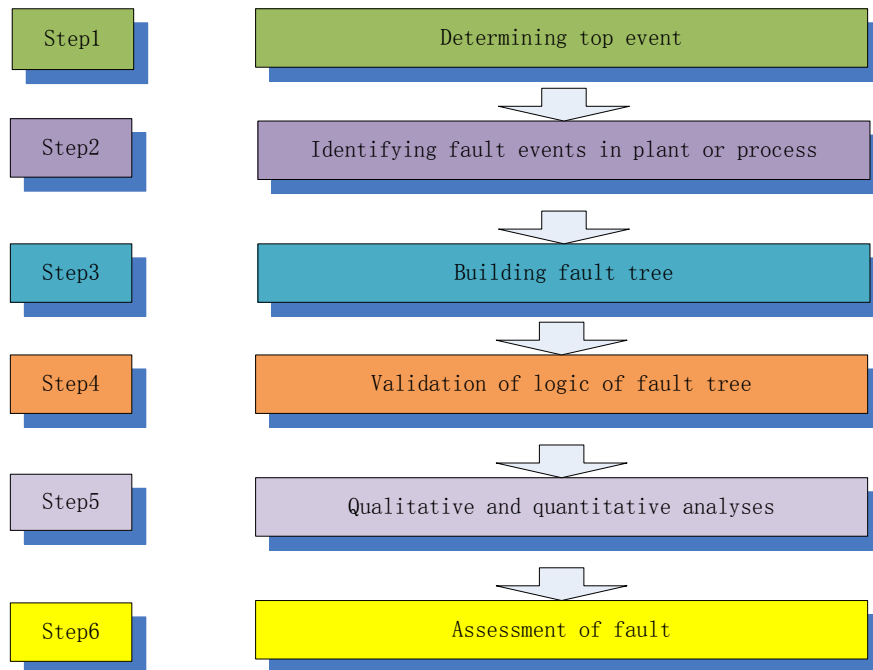 Step1
Determining top event
Step2
Identifying fault events in plant or process
Step3
Building fault tree
Step4
Validation of logic of fault tree
Step5
Qualitative and quantitative analyses
Step6
Assessment of fault